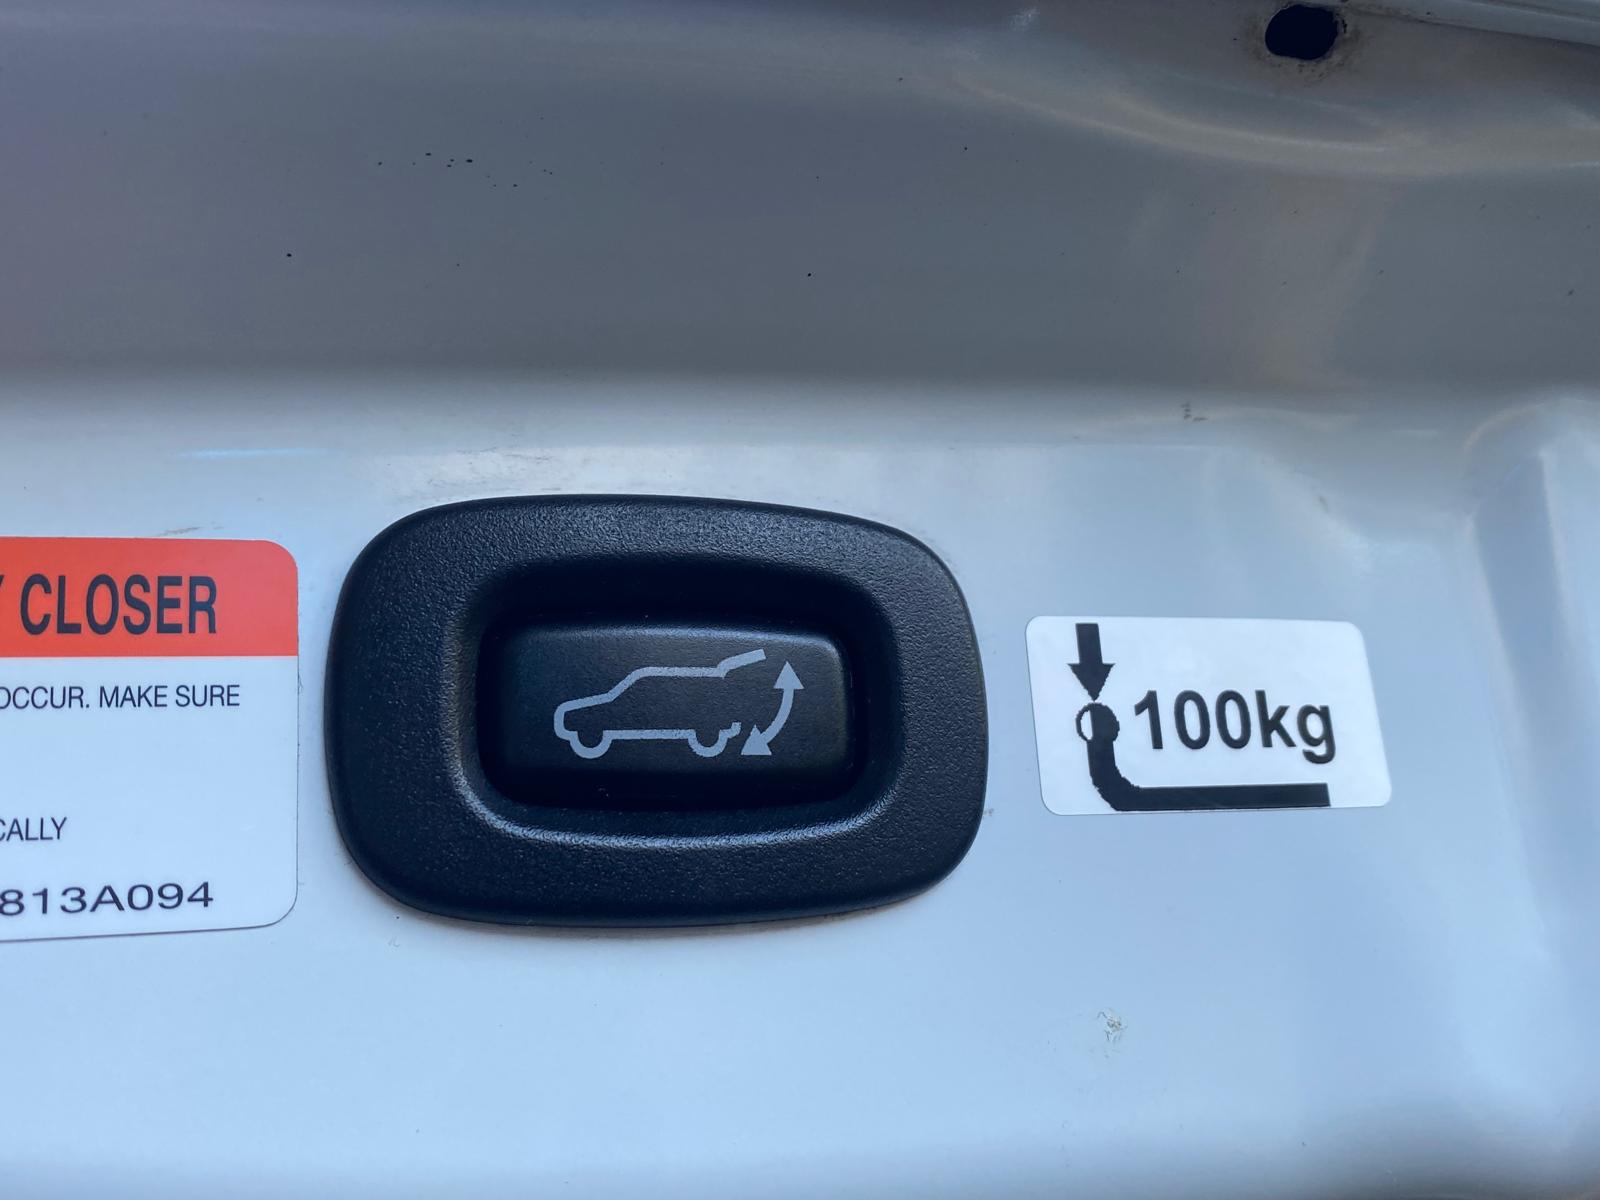 CLOSER
OCCUR. MAKE SURE
CALLY
813A094
100kg